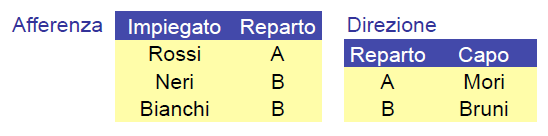 Afferenza Impiegato Reparto Direzione
Rossi A Reparto Capo
Neri B A Mori
Bianchi B B Bruni